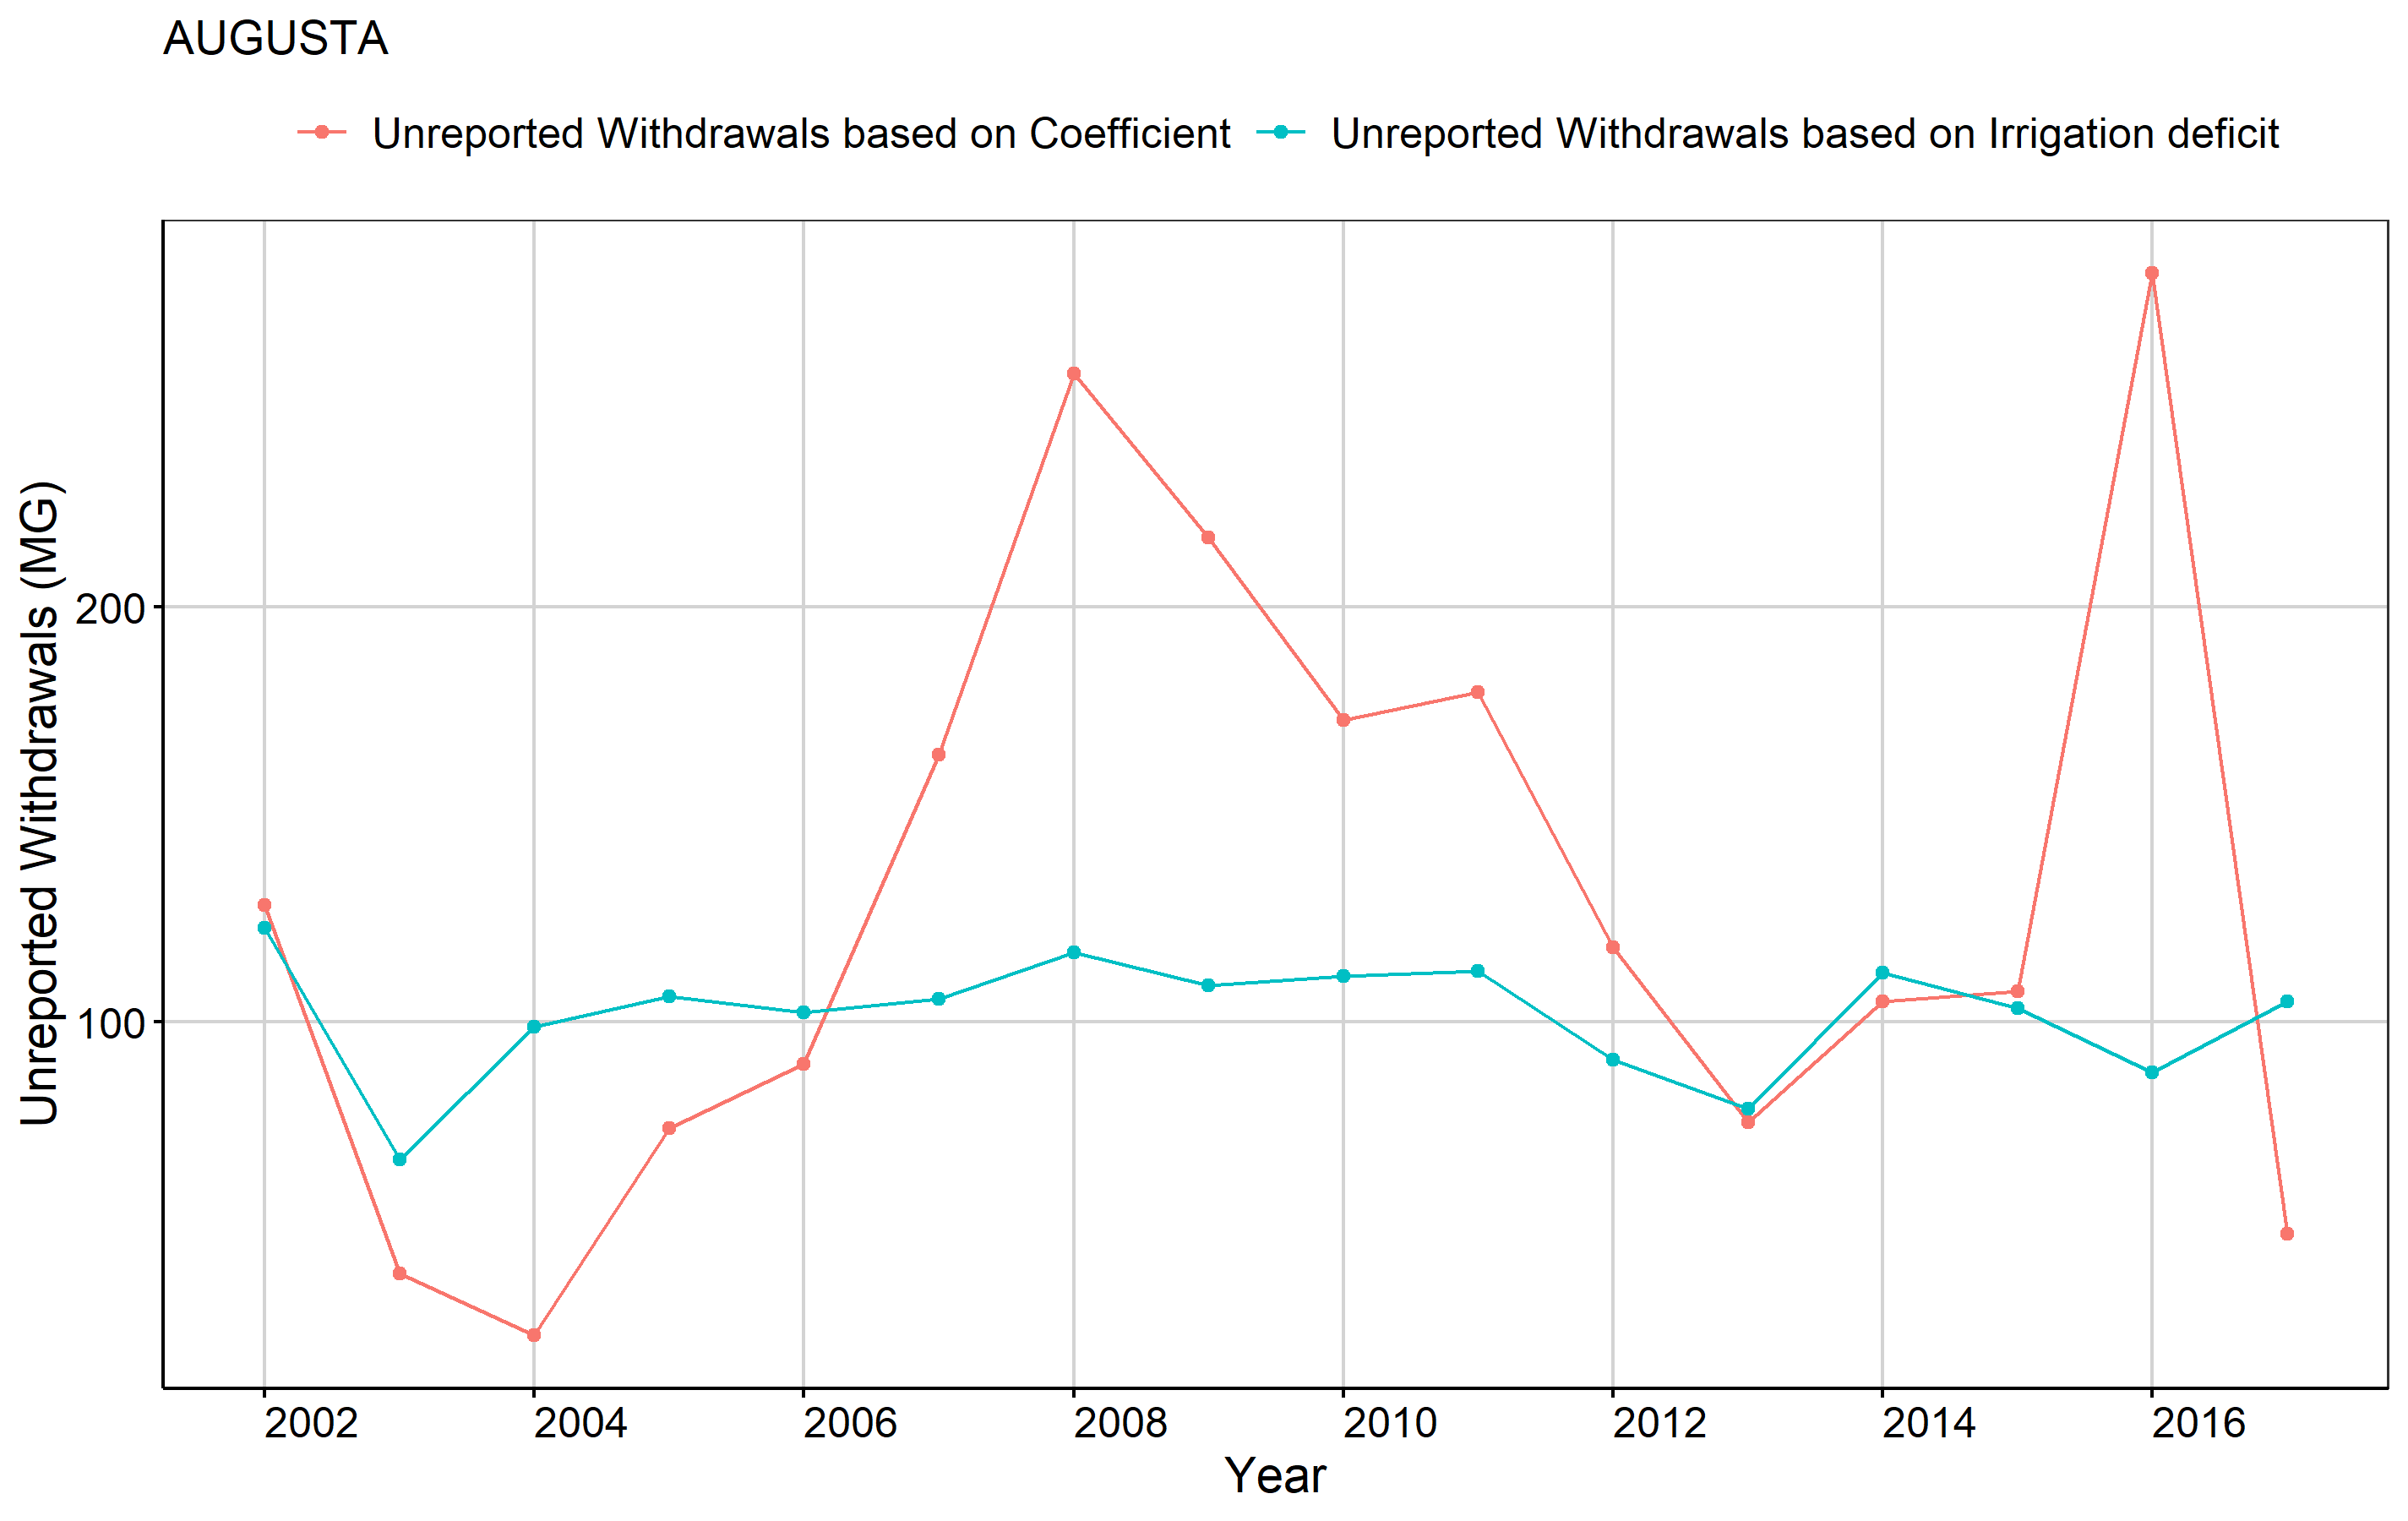 AUGUSTA
Unreported Withdrawals based on Coefficient Unreported Withdrawals based on Irrigation deficit
Unreported Withdrawals (MG)
200
100
2002 2004 2006 2008 2010 2012 2014 2016
Year